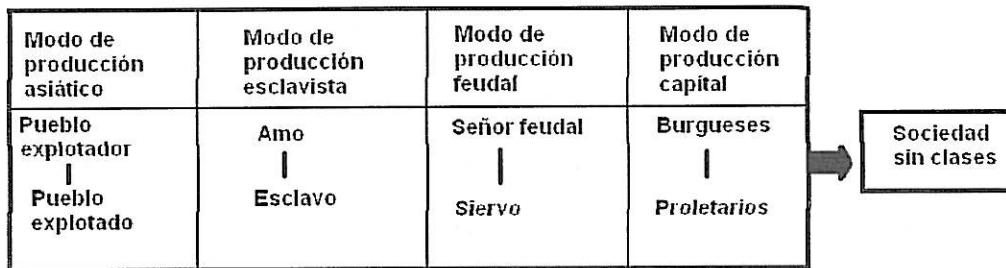 Modo de
producción
asiático
Modo de
producción
esclavista
Modo de
producción
feudal
Modo de
producción
capital
Pueblo
explotador
Pueblo
explotado
Amo
Esclavo
Señor feudal
Siervo
Burgueses
Proletarios
Sociedad
sin clases